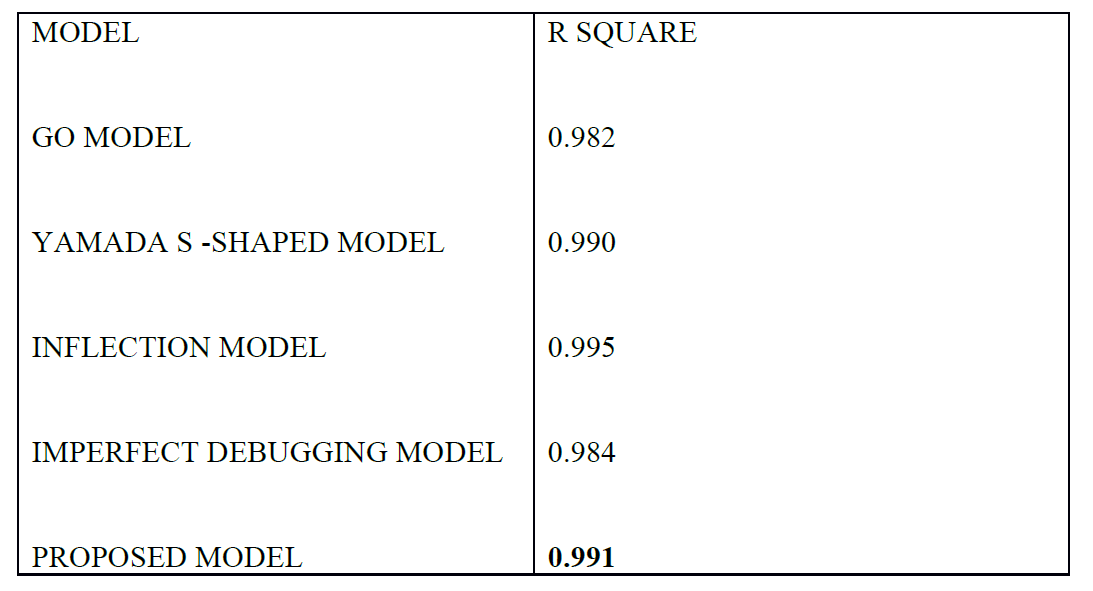 MODEL R SQUARE
GO MODEL 0.982
YAMADA S -SHAPED MODEL 0.990
INFLECTION MODEL 0.995
IMPERFECT DEBUGGING MODEL 0.984
PROPOSED MODEL 0.991